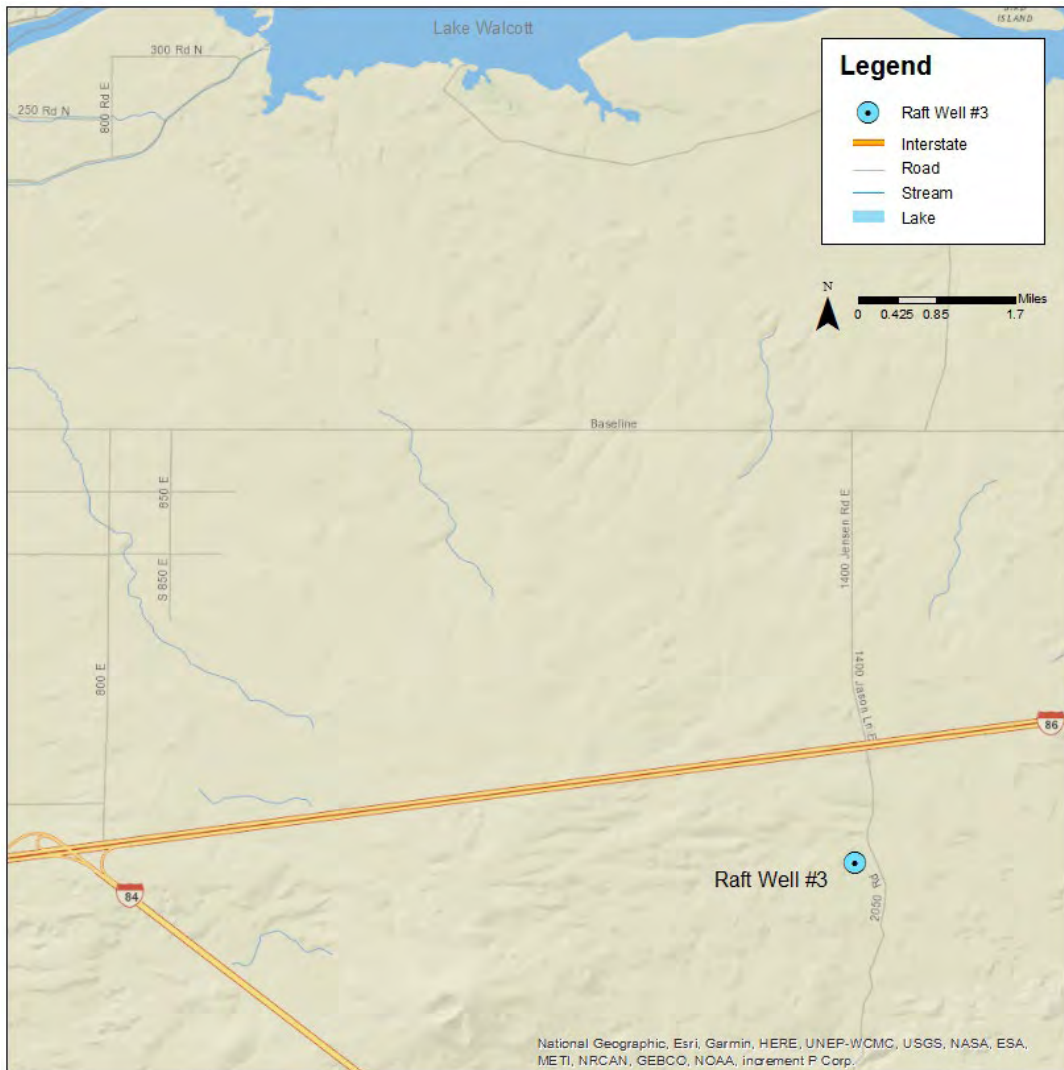 Lake Walcott
ISLAND
300 Rd N
250 Rd N
800 Rd E
Legend
Raft Well #3
Interstate
Road
Stream
Lake
N
Miles
0 0.425 0.85 1.7
Baseline
850 E
S 850 E
800 E
1400 Jensen Rd E
1400 Jason Ln E
86
84
Raft Well #3
2050 Rd
National Geographic, Esri, Garmin, HERE, UNEP-WCMC, USGS, NASA, ESA,
METI, NRCAN, GEBCO, NOAA, increment P Corp.